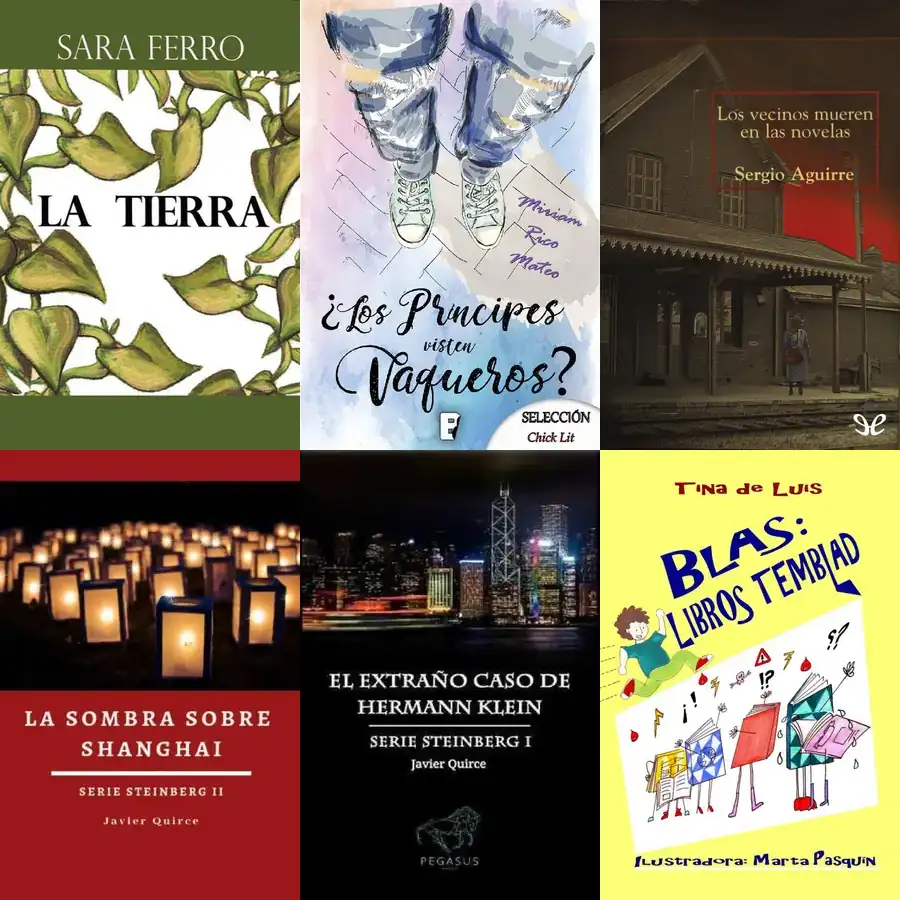 SARA FERRO
LA TIERRA
Miriam
Rico
Mateo
¿Los Príncipes
visten
Vaqueros?
B
SELECCIÓN
Chick Lit
Los vecinos mueren
en las novelas
Sergio Aguirre
LA SOMBRA SOBRE
SHANGHAI
SERIE STEINBERG II
Javier Quirce
EL EXTRAÑO CASO DE
HERMANN KLEIN
SERIE STEINBERG I
Javier Quirce
PEGASUS
Tina de Luis
BLAS:
LIBROS TEMBLAD
¡!
!?
¿?
Ilustradora: Marta Pasquin